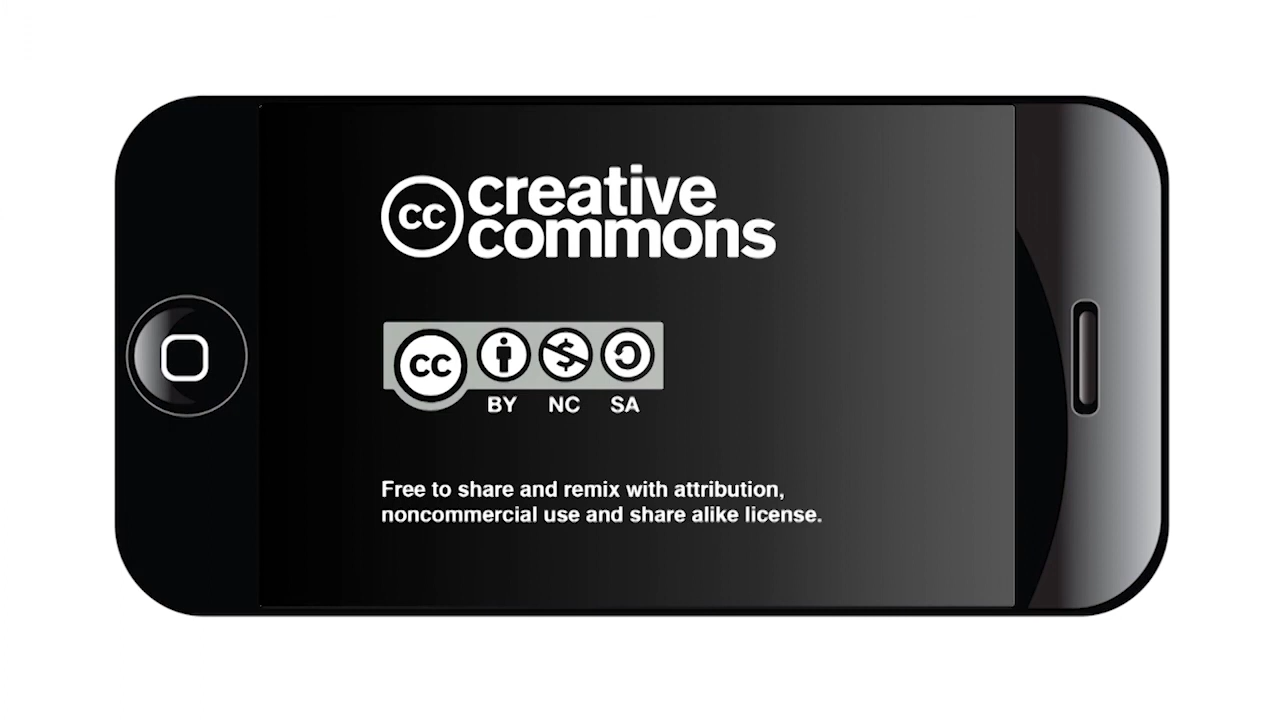 cc creative
commons
cc
BY NC SA
Free to share and remix with attribution,
noncommercial use and share alike license.